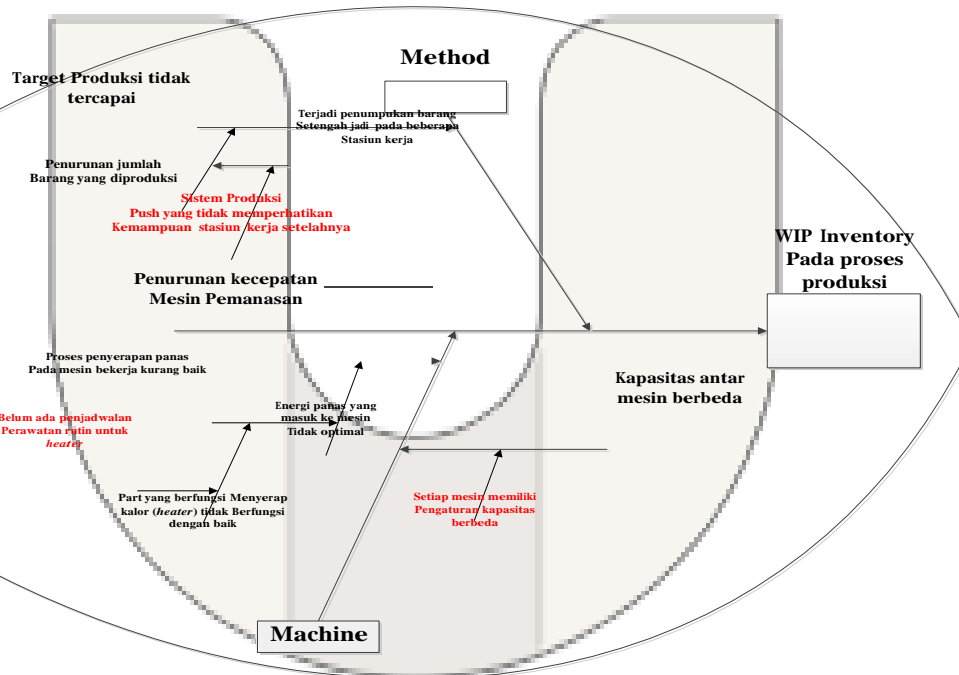 Method
Target Produksi tidak
tercapai
Terjadi penumpukan barang
Setengah jadi pada beberapa
Stasiun kerja
Penurunan jumlah
Barang yang diproduksi
Sistem Produksi
Push yang tidak memperhatikan
Kemampuan stasiun kerja setelahnya
WIP Inventory
Pada proses
produksi
Penurunan kecepatan
Mesin Pemanasan
Proses penyerapan panas
Pada mesin bekerja kurang baik
Kapasitas antar
mesin berbeda
Energi panas yang
masuk ke mesin
Tidak optimal
Belum ada penjadwalan
Perawatan rutin untuk
heater
Part yang berfungsi Menyerap
kalor (heater) tidak Berfungsi
dengan baik
Setiap mesin memiliki
Pengaturan kapasitas
berbeda
Machine